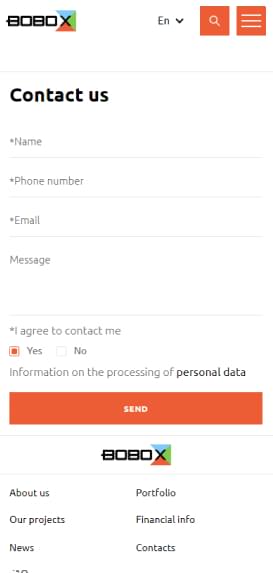 BOBOX
En
Contact us
*Name
*Phone number
*Email
Message
*I agree to contact me
Yes No
Information on the processing of personal data
SEND
BOBOX
About us Portfolio
Our projects Financial info
News Contacts